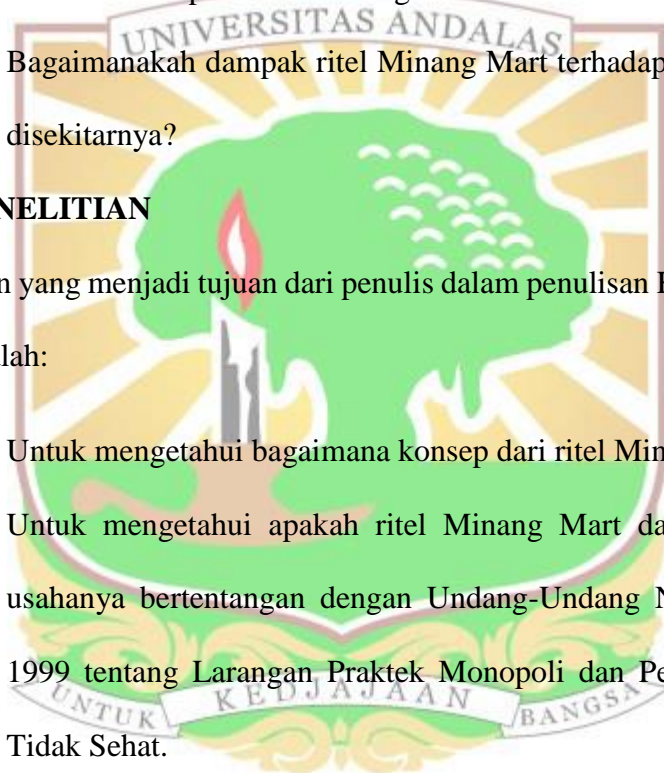 UNIVERSITAS ANDALAS
Bagaimanakah dampak ritel Minang Mart terhadap
disekitarnya?
NELITIAN
n yang menjadi tujuan dari penulis dalam penulisan
alah:
Untuk mengetahui bagaimana konsep dari ritel Min
Untuk mengetahui apakah ritel Minang Mart da
usahanya bertentangan dengan Undang-Undang N
1999 tentang Larangan Praktek Monopoli dan Pe
UNTUK KEDJAJAAN BANGSA
Tidak Sehat.